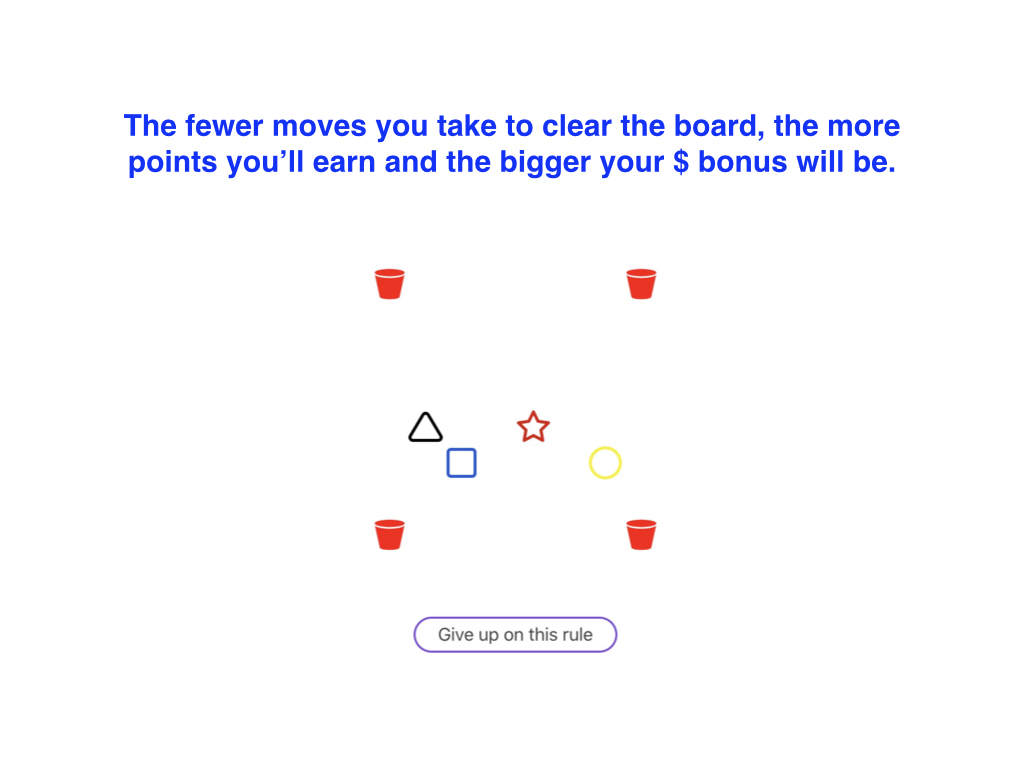 The fewer moves you take to clear the board, the more
points you’ll earn and the bigger your $ bonus will be.
Give up on this rule